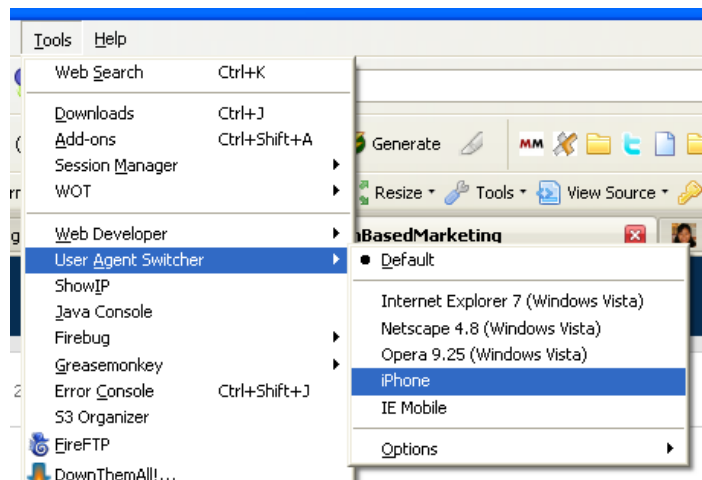 Tools Help
Web Search Ctrl+K
Downloads Ctrl+J
Add-ons Ctrl+Shift+A
Generate MM
Session Manager
WOT
Resize Tools View Source
Web Developer
nBasedMarketing
User Agent Switcher
Default
ShowIP
Internet Explorer 7 (Windows Vista)
Java Console
Netscape 4.8 (Windows Vista)
Firebug
Opera 9.25 (Windows Vista)
Greasemonkey
iPhone
Error Console Ctrl+Shift+J
IE Mobile
S3 Organizer
FireFTP
Options
DownThemAll!...